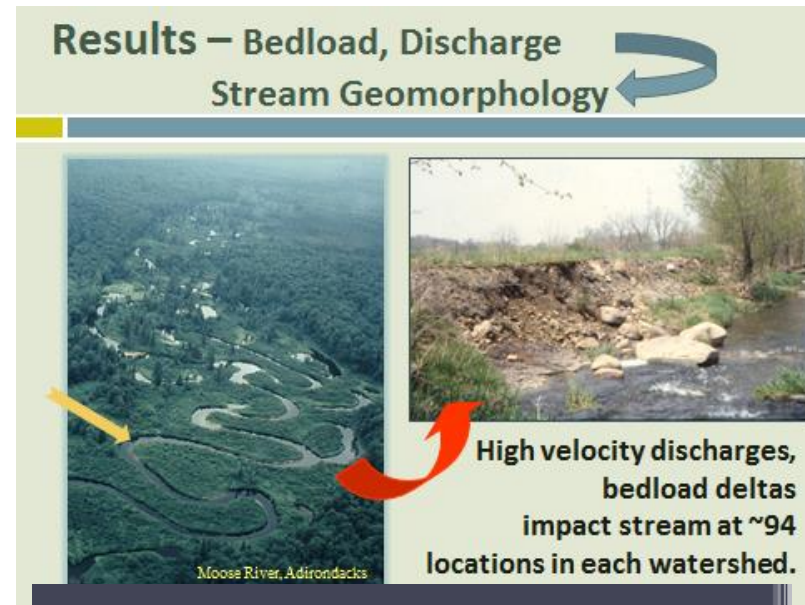 Results – Bedload, Discharge
Stream Geomorphology
Moose River, Adirondacks
High velocity discharges,
bedload deltas
impact stream at ~94
locations in each watershed.